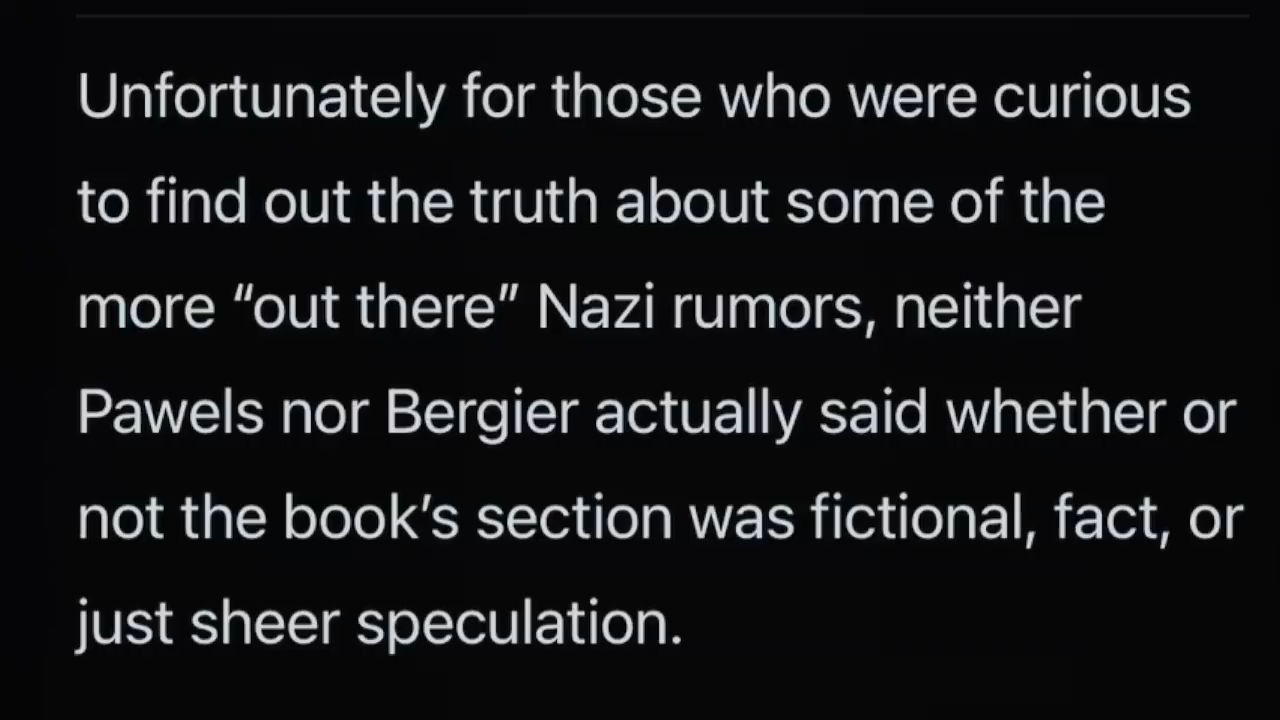 Unfortunately for those who were curious
to find out the truth about some of the
more “out there” Nazi rumors, neither
Pawels nor Bergier actually said whether or
not the book’s section was fictional, fact, or
just sheer speculation.